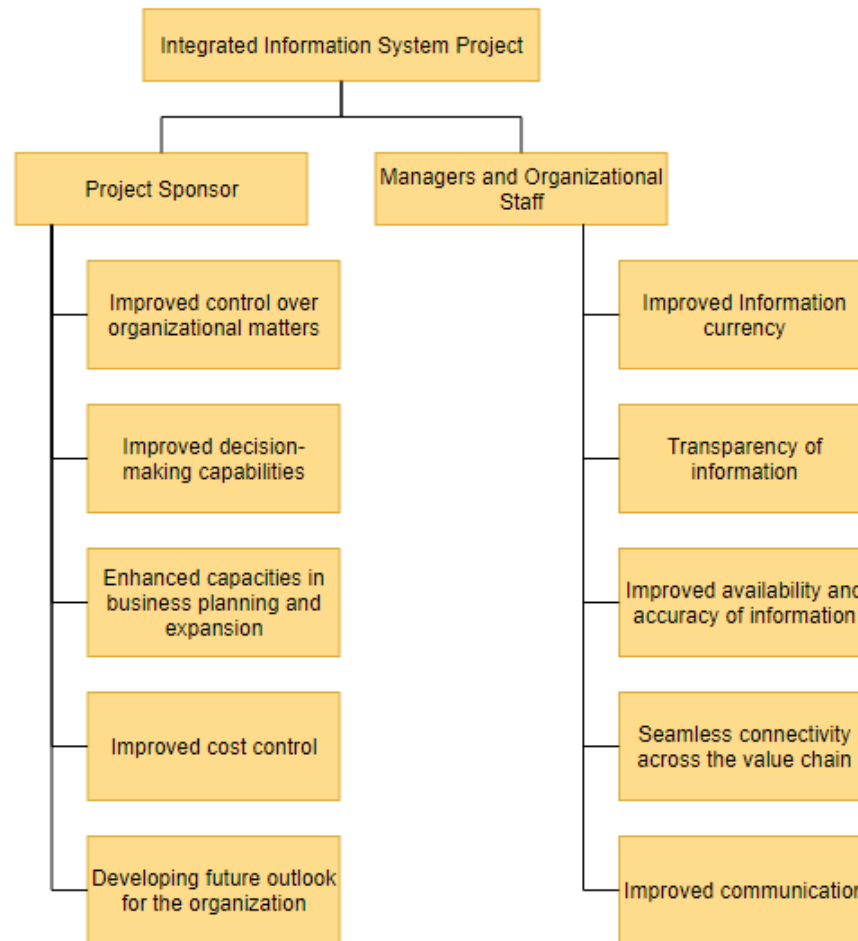 Integrated Information System Project
Project Sponsor
Managers and Organizational
Staff
Improved control over
organizational matters
Improved decision-
making capabilities
Enhanced capacities in
business planning and
expansion
Improved cost control
Developing future outlook
for the organization
Improved Information
currency
Transparency of
information
Improved availability and
accuracy of information
Seamless connectivity
across the value chain
Improved communication